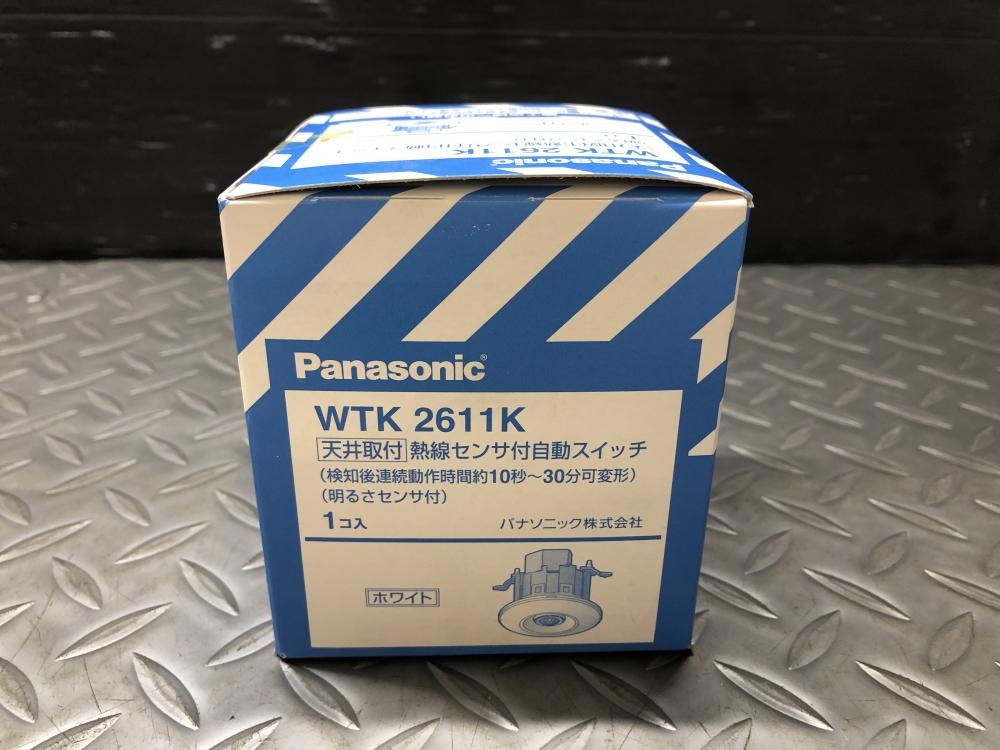 WTK 2611K
Panasonic
Panasonic®
WTK 2611K
天井取付 熱線センサ付自動スイッチ
(検知後連続動作時間約10秒〜30分可変形)
(明るさセンサ付)
1コ入 パナソニック株式会社
ホワイト